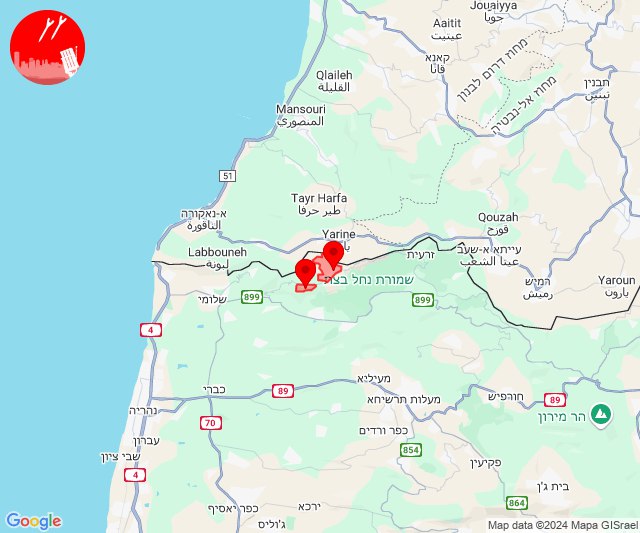 Jouaiyya
جويا
Aaitit
عيتيت
קאנא
قانا
מחוז דרום לבנון
מחוז אל-נבטיה
תבנין
تبنين
Qlaileh
القليلة
Mansouri
المنصوري
51
Tayr Harfa
طير حرفا
א-נאקורה
الناقورة
Yarine
Qouzah
قوزح
Labbouneh
لبونة
זרעית
עייתא א-שעב
عيتا الشعب
רמיש
رميش
Yaroun
يارون
שמורת נחל בצת
שלומי
899
899
4
מעיליא
כברי
89
חורפיש
89
מעלות תרשיחא
הר מירון
נהריה
70
כפר ורדים
עברון
שבי ציון
854
פקיעין
4
בית ג'ן
ירכא
864
כפר יאסיף
ג'וליס
Google
Map data ©2024 Mapa GISrael